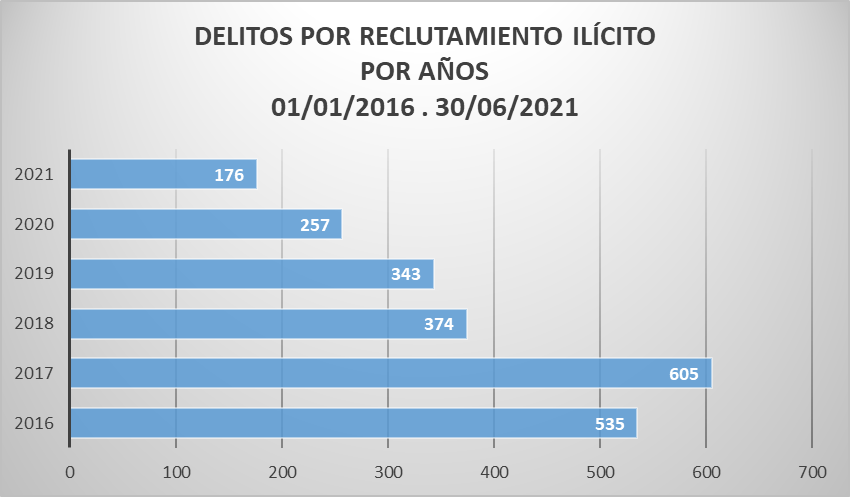 DELITOS POR RECLUTAMIENTO ILÍCITO
POR AÑOS
01/01/2016 . 30/06/2021
2021 176
2020 257
2019 343
2018 374
2017 605
2016 535
0 100 200 300 400 500 600 700